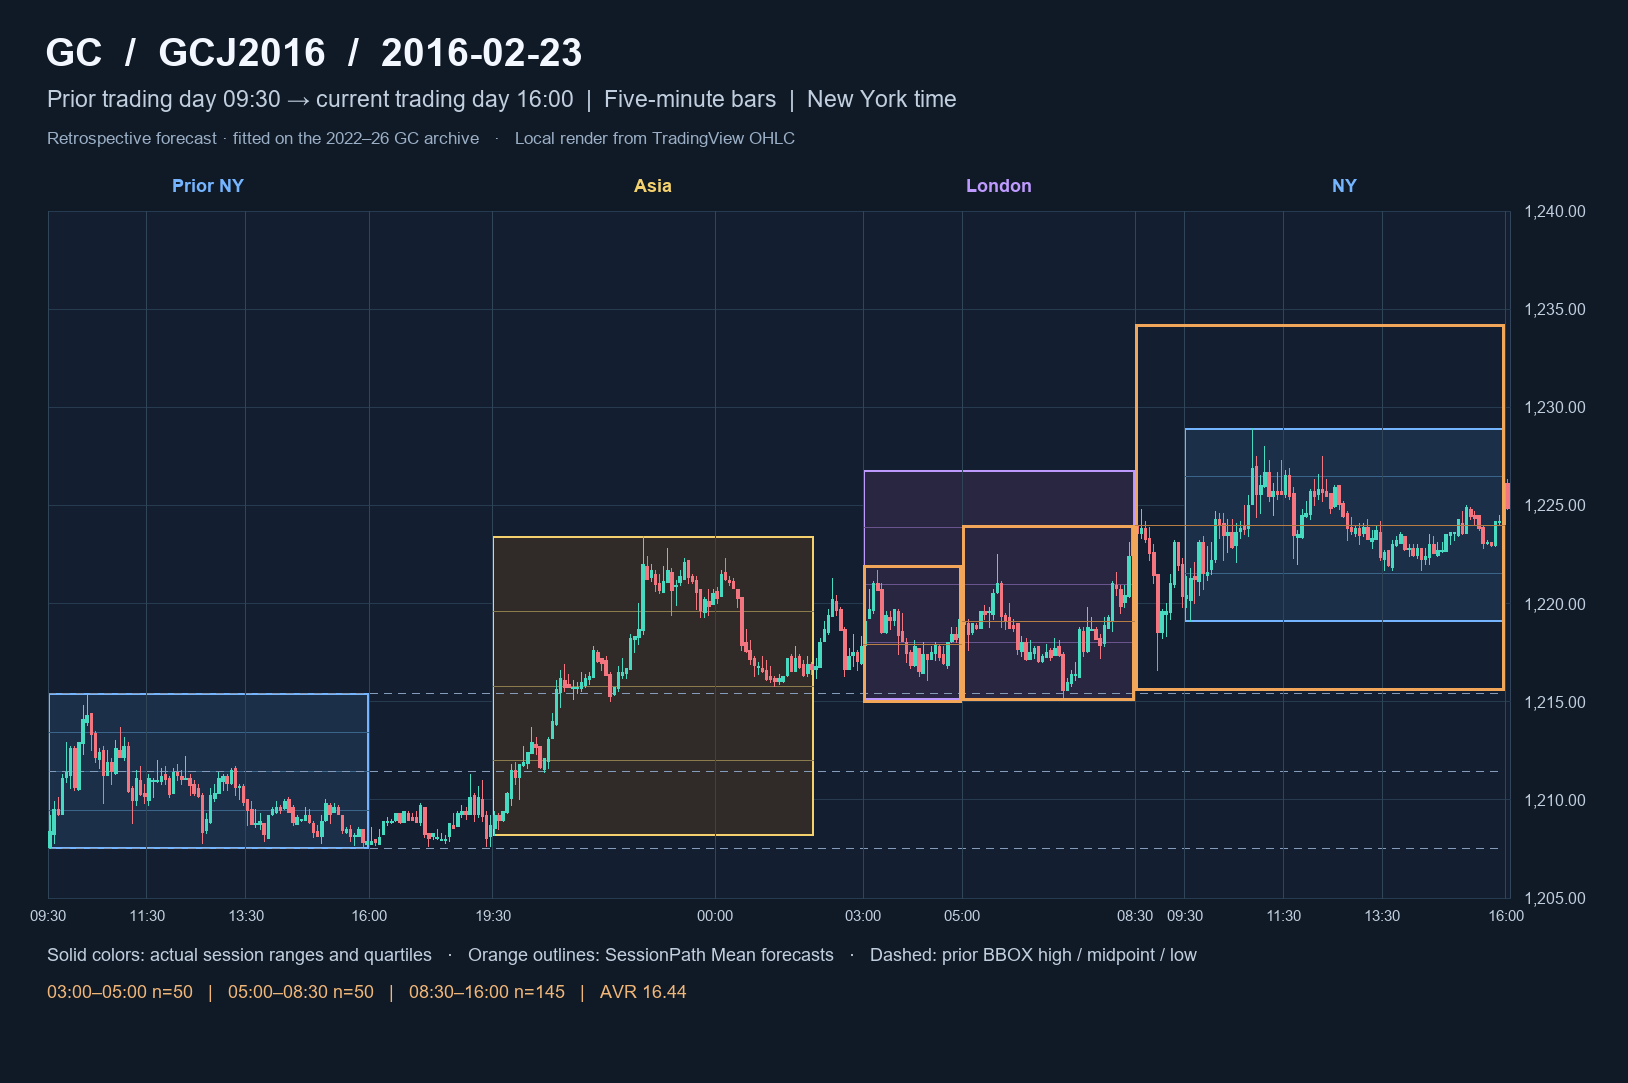 GC / GCJ2016 / 2016-02-23
Prior trading day 09:30 → current trading day 16:00 | Five-minute bars | New York time
Retrospective forecast · fitted on the 2022–26 GC archive · Local render from TradingView OHLC
Prior NY Asia London NY
1,240.00
1,235.00
1,230.00
1,225.00
1,220.00
1,215.00
1,210.00
1,205.00
09:30 11:30 13:30 16:00 19:30 00:00 03:00 05:00 08:30 09:30 11:30 13:30 16:00
Solid colors: actual session ranges and quartiles · Orange outlines: SessionPath Mean forecasts · Dashed: prior BBOX high / midpoint / low
03:00–05:00 n=50 | 05:00–08:30 n=50 | 08:30–16:00 n=145 | AVR 16.44